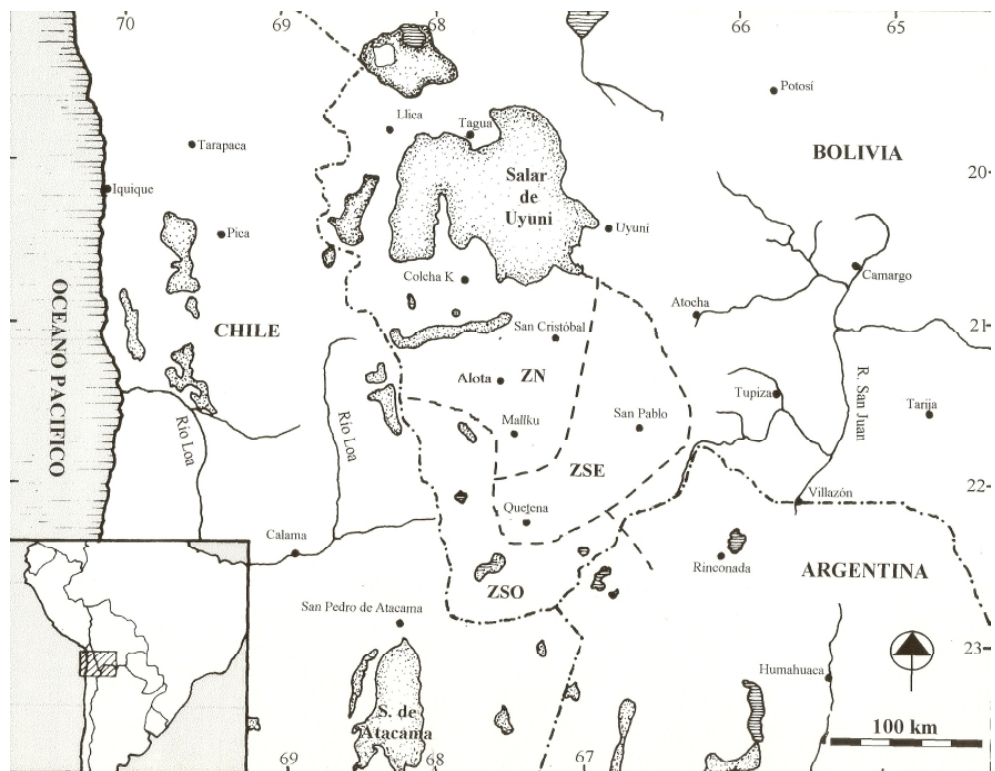 70
69
68
66
65
Potosí
Llica
Tagua
Tarapaca
BOLIVIA
20
Salar
de
Uyuni
Iquique
Uyuni
Pica
Colcha K
Camargo
OCEANO PACIFICO
Atocha
CHILE
San Cristóbal
21
Alota
ZN
Tupiza
R. San Juan
Tarija
Mallku
San Pablo
Río Loa
Río Loa
ZSE
22
Villazón
Quetena
Calama
Rinconada
ARGENTINA
ZSO
San Pedro de Atacama
23
Humahuaca
S. de
Atacama
100 km
69
68
67